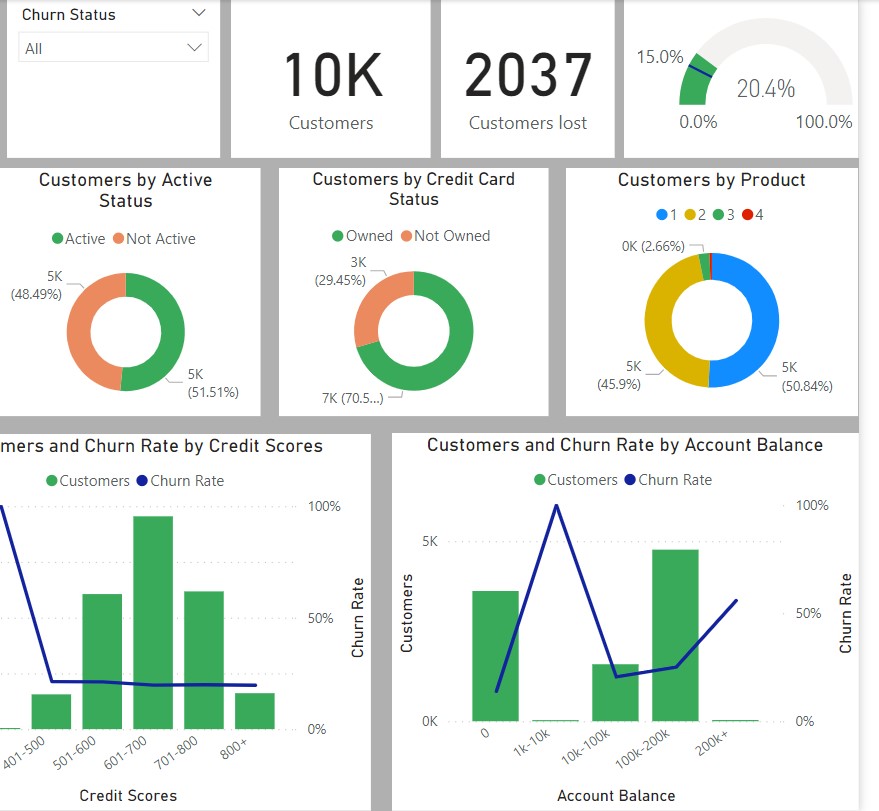 Churn Status
All
10K
Customers
2037
Customers lost
15.0%
20.4%
0.0%
100.0%
Customers by Active
Status
Active Not Active
5K
(48.49%)
5K
(51.51%)
Customers by Credit Card
Status
Owned Not Owned
3K
(29.45%)
7K (70.5...)
Customers by Product
1 2 3 4
0K (2.66%)
5K
(45.9%)
5K
(50.84%)
mers and Churn Rate by Credit Scores
Customers Churn Rate
100%
50%
0%
Churn Rate
401-500
501-600
601-700
701-800
800+
Credit Scores
Customers and Churn Rate by Account Balance
Customers Churn Rate
5K
0K
Customers
100%
50%
0%
Churn Rate
0
1k-10k
10k-100k
100k-200k
200k+
Account Balance